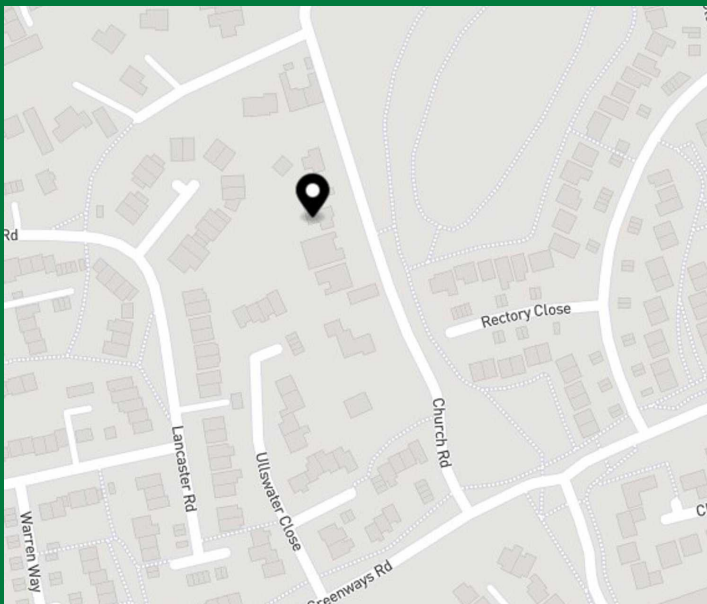 Rd
Rectory Close
Church Rd
Lancaster Rd
Ullswater Close
Warren Way
Greenways Rd